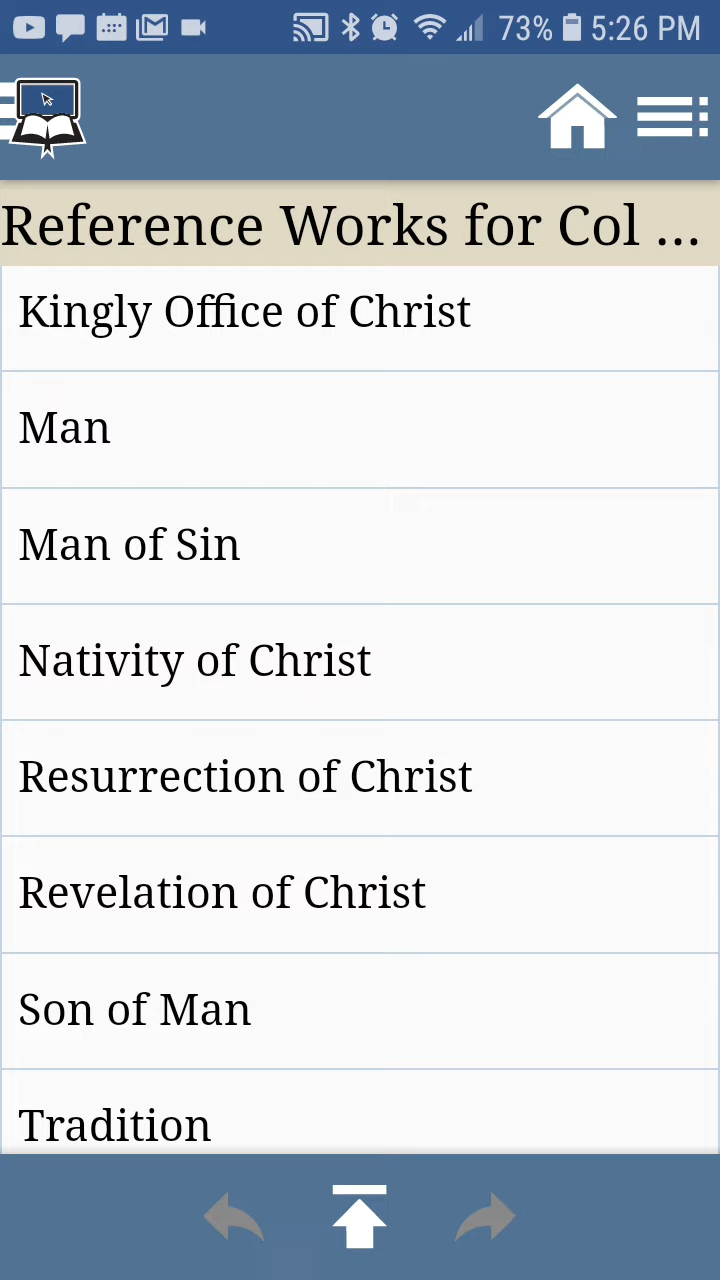 73% 5:26 PM
Reference Works for Col ...
Kingly Office of Christ
Man
Man of Sin
Nativity of Christ
Resurrection of Christ
Revelation of Christ
Son of Man
Tradition